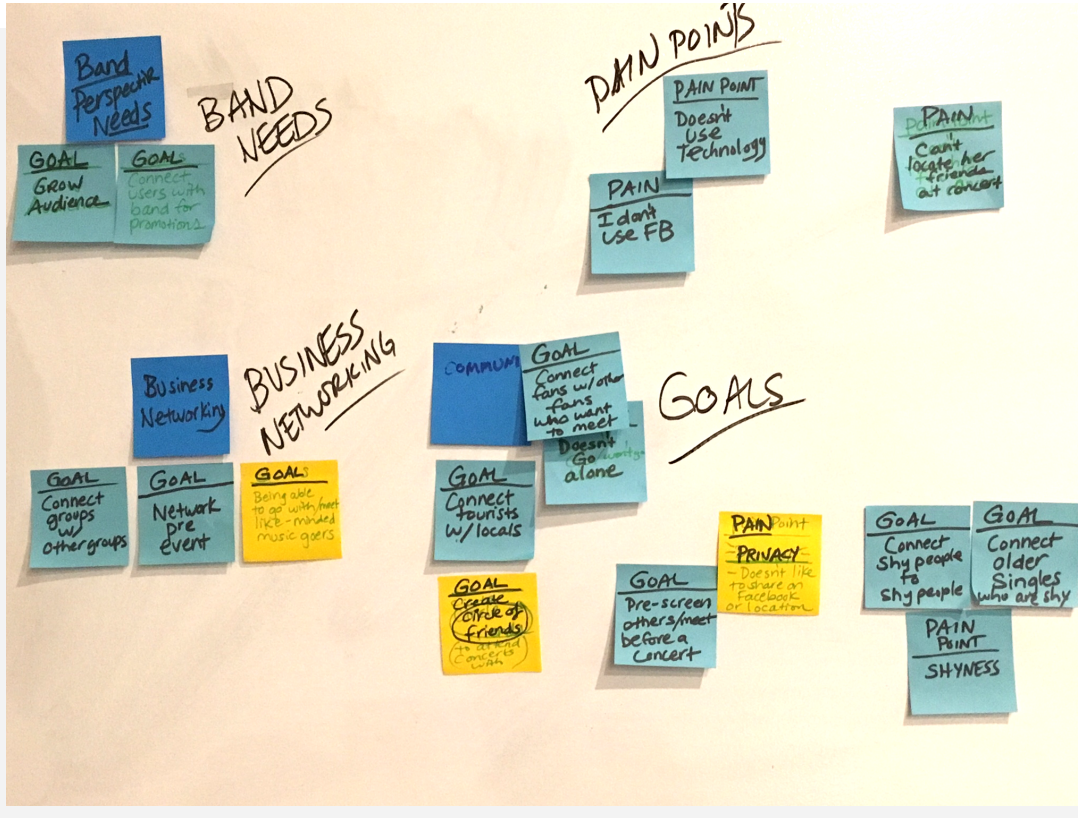 Band
Perspective
Needs
BAND
NEEDS
GOAL
GROW
Audience
GOALS
Connect
users with
band for
promotions
PAIN POINTS
PAIN POINT
Doesn't
use
Technology
PAIN
I don't
use FB
PAIN
Can't
locate her
friends
at concert
Business
Networking
BUSINESS
NETWORKING
GOAL
Connect
groups
w/
other groups
GOAL
Network
pre
event
GOALS
Being able
to go with/meet
like-minded
music goers
COMMUN
GOAL
Connect
fans w/other
fans
who want
to meet
Doesn't
Go
alone
GOALS
GOAL
Connect
tourists
w/ locals
GOAL
Create
circle of
friends
to attend
concerts
with
GOAL
Pre-screen
others/meet
before a
concert
PAIN Point
PRIVACY
- Doesnt like
to share on
Facebook
or location
GOAL
Connect
shy people
to
shy people
GOAL
Connect
older
Singles
who are shy
PAIN
POINT
SHYNESS